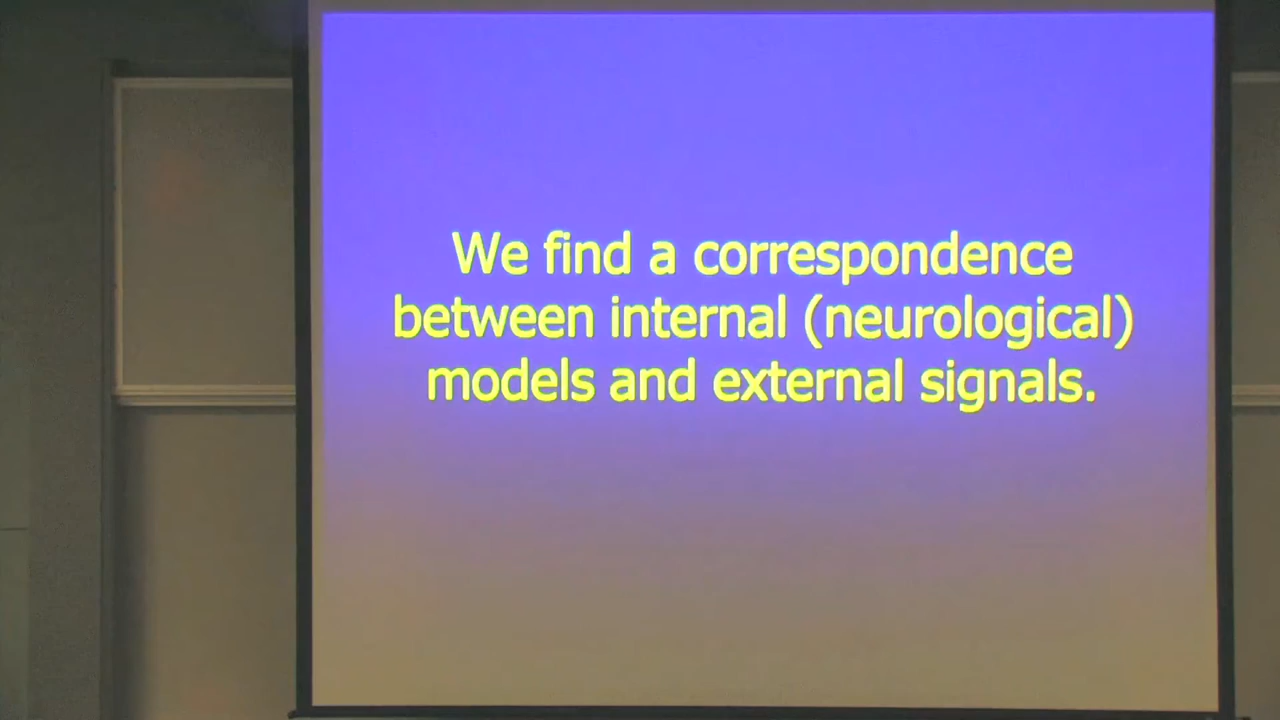 We find a correspondence
between internal (neurological)
models and external signals.